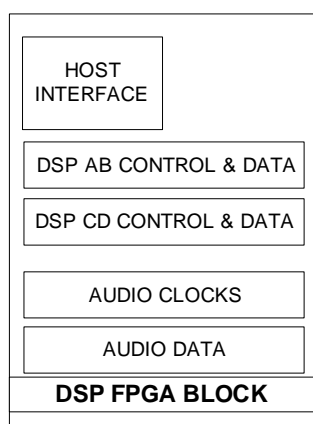 HOST
INTERFACE
DSP AB CONTROL & DATA
DSP CD CONTROL & DATA
AUDIO CLOCKS
AUDIO DATA
DSP FPGA BLOCK